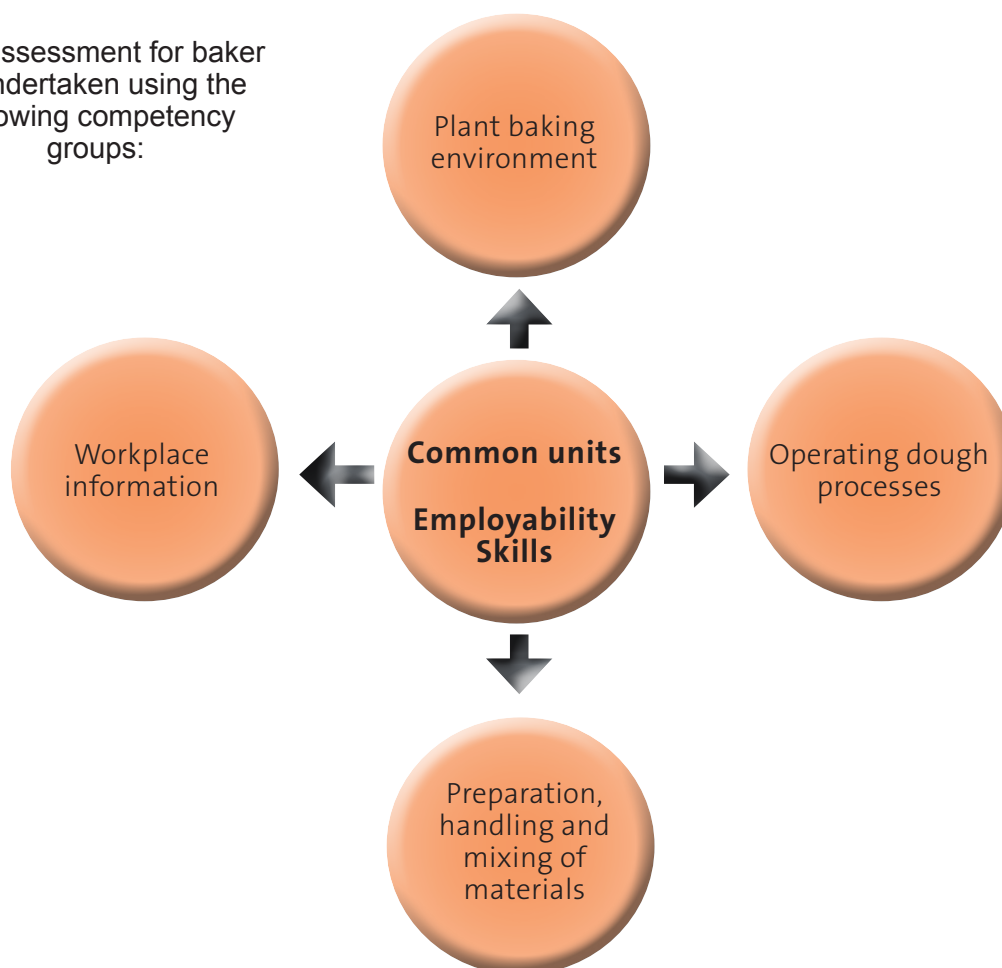 ssessment for baker
ndertaken using the
owing competency
groups:
Plant baking
environment
Workplace
information
Common units
Employability
Skills
Operating dough
processes
Preparation,
handling and
mixing of
materials